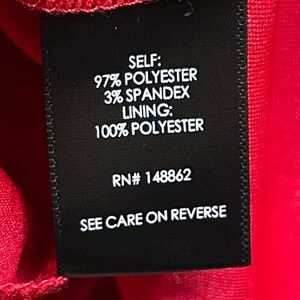 SELF:
97% POLYESTER
3% SPANDEX
LINING:
100% POLYESTER
RN# 148862
SEE CARE ON REVERSE